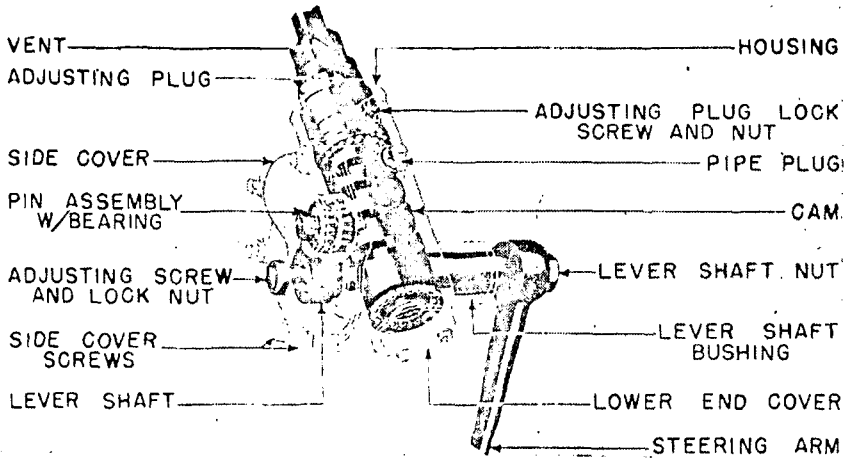 VENT
ADJUSTING PLUG
SIDE COVER
PIN ASSEMBLY
W/BEARING
ADJUSTING SCREW
AND LOCK NUT
SIDE COVER
SCREWS
LEVER SHAFT
HOUSING
ADJUSTING PLUG LOCK
SCREW AND NUT
PIPE PLUG
CAM
LEVER SHAFT NUT
LEVER SHAFT
BUSHING
LOWER END COVER
STEERING ARM